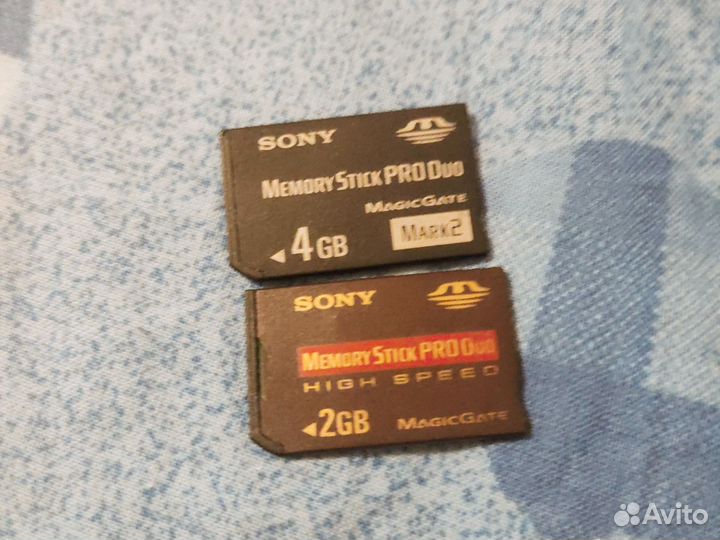 SONY
MEMORY STICK PRO DUO
MAGICGATE
4GB MARK2
SONY
MEMORY STICK PRO DUO
HIGH SPEED
2GB MAGICGATE
Avito